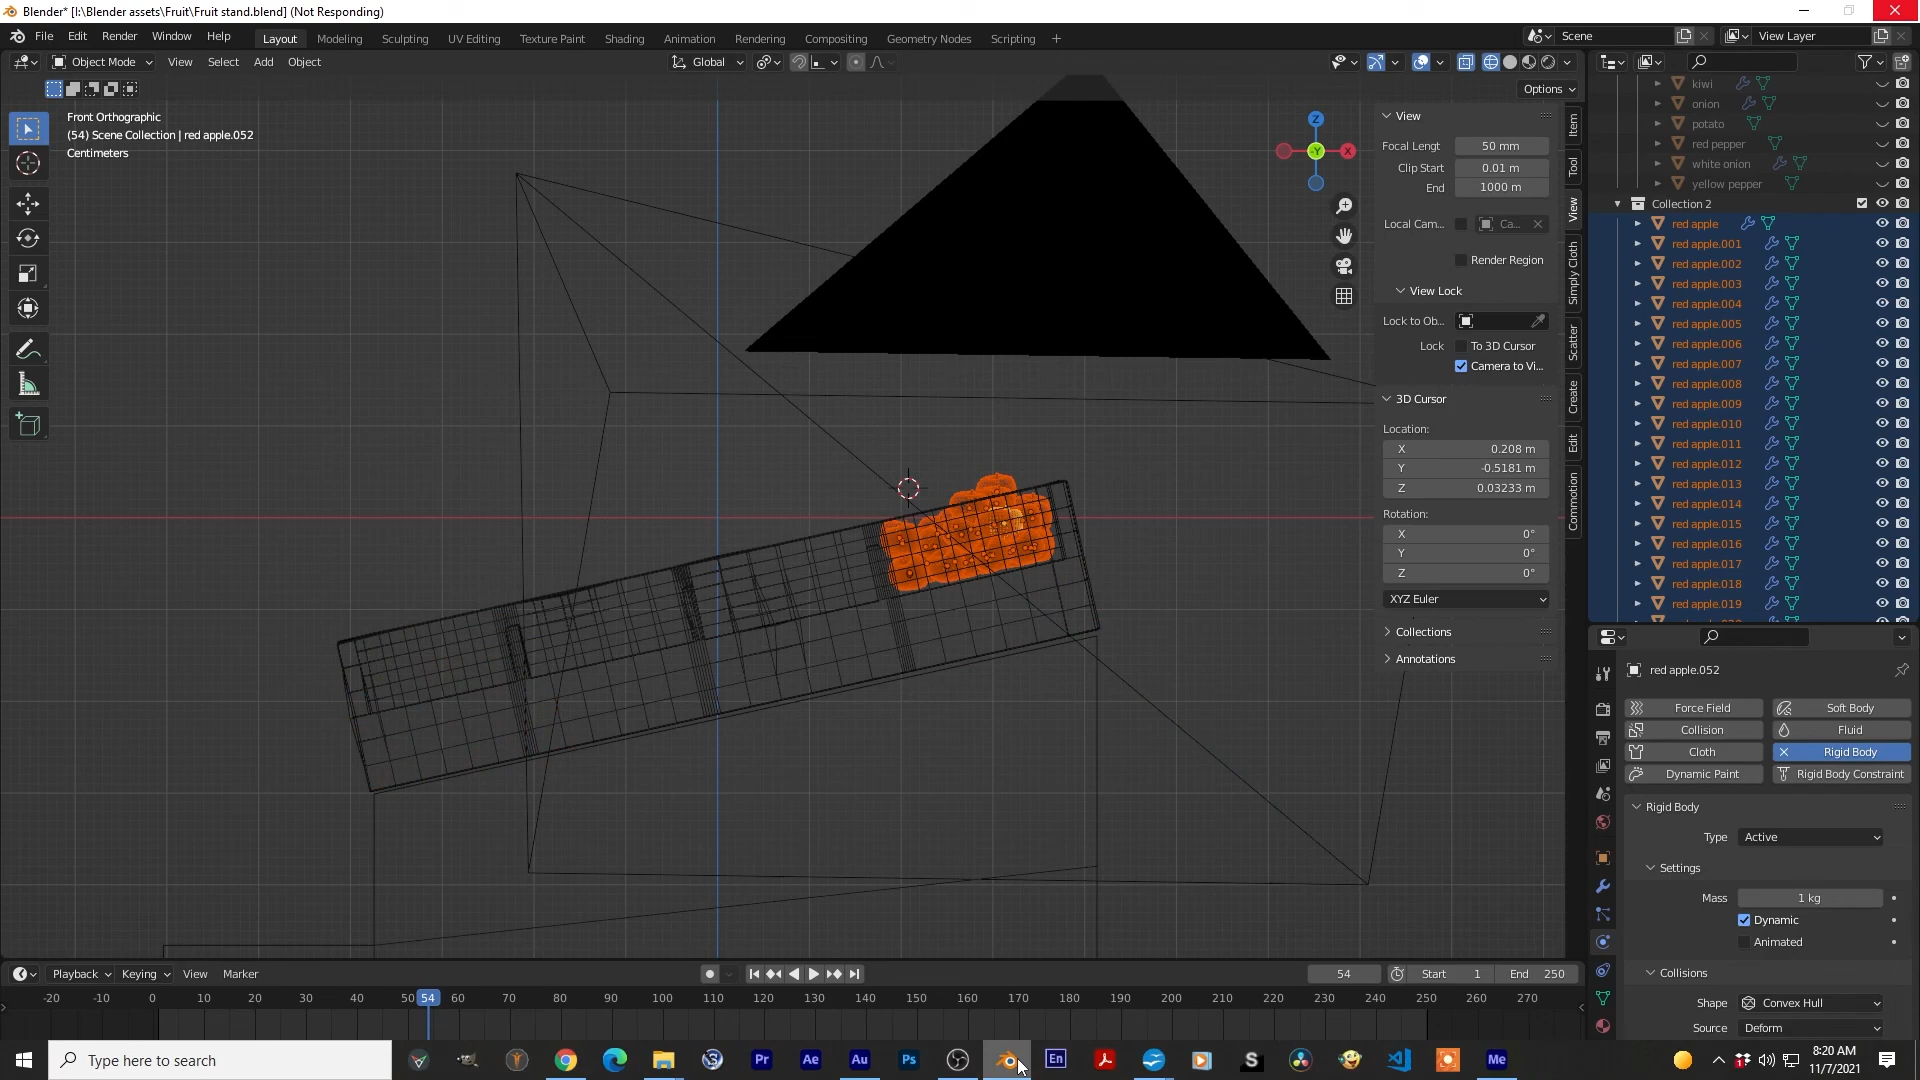 Blender* [I:\Blender assets\Fruit\Fruit stand.blend] (Not Responding)
File Edit Render Window Help Layout Modeling Sculpting UV Editing Texture Paint Shading Animation Rendering Compositing Geometry Nodes Scripting Scene View Layer
Object Mode View Select Add Object Global
Options
Front Orthographic
(54) Scene Collection | red apple.052
Centimeters
Z
X
-Y
View
Focal Lengt 50 mm
Clip Start 0.01 m
End 1000 m
Local Cam... Ca...
Render Region
View Lock
Lock to Ob...
Lock To 3D Cursor
Camera to Vi...
3D Cursor
Location:
X 0.208 m
Y -0.5181 m
Z 0.03233 m
Rotation:
X 0°
Y 0°
Z 0°
XYZ Euler
Collections
Annotations
Item
Tool
View
Simply Cloth
Scatter
Create
Edit
Commotion
kiwi
onion
potato
red pepper
white onion
yellow pepper
Collection 2
red apple
red apple.001
red apple.002
red apple.003
red apple.004
red apple.005
red apple.006
red apple.007
red apple.008
red apple.009
red apple.010
red apple.011
red apple.012
red apple.013
red apple.014
red apple.015
red apple.016
red apple.017
red apple.018
red apple.019
red apple.052
Force Field Soft Body
Collision Fluid
Cloth Rigid Body
Dynamic Paint Rigid Body Constraint
Rigid Body
Type Active
Settings
Mass 1 kg
Dynamic
Animated
Collisions
Shape Convex Hull
Source Deform
Playback Keying View Marker 54 Start 1 End 250
-20 -10 0 10 20 30 40 50 54 60 70 80 90 100 110 120 130 140 150 160 170 180 190 200 210 220 230 240 250 260 270
Type here to search
Pr Ae Au Ps En S Me
8:20 AM
11/7/2021